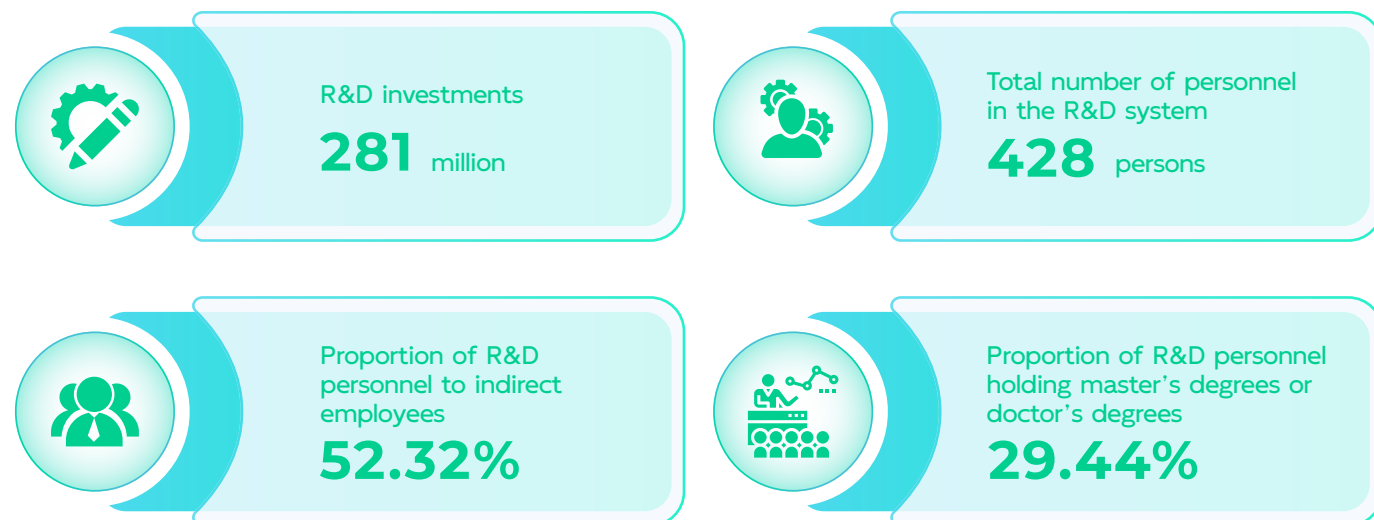 R&D investments
281 million
Total number of personnel
in the R&D system
428 persons
Proportion of R&D
personnel to indirect
employees
52.32%
Proportion of R&D personnel
holding master's degrees or
doctor's degrees
29.44%